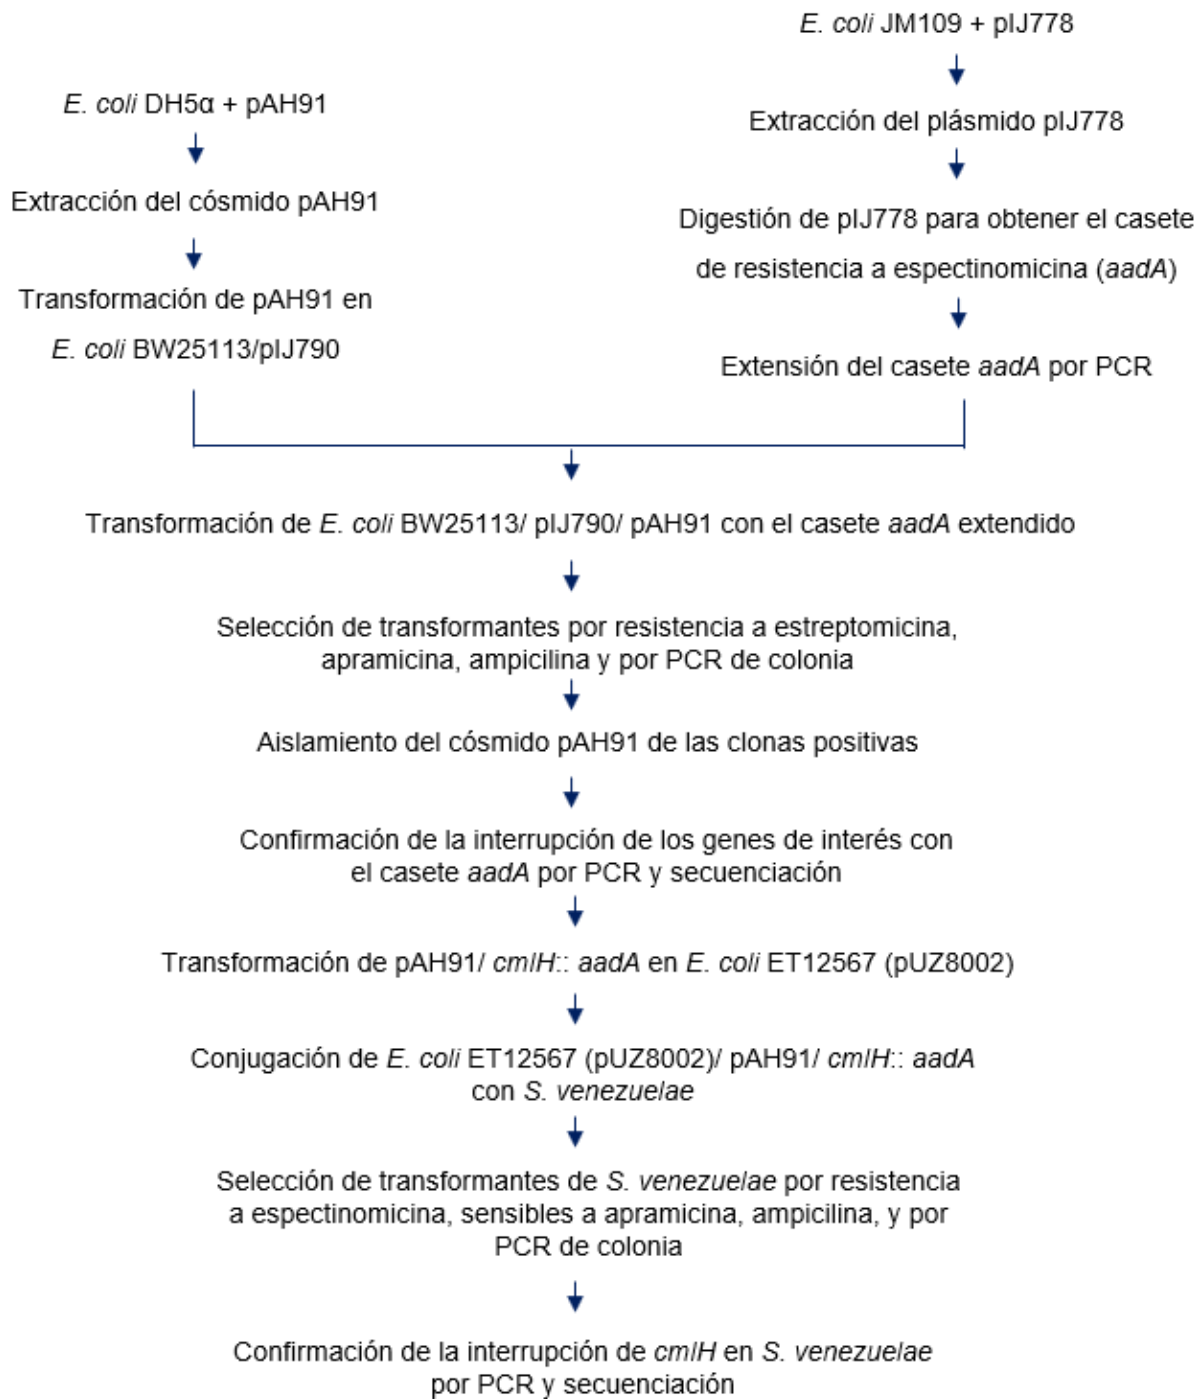 E. coli DH5α + pAH91
Extracción del cósmido pAH91
Transformación de pAH91 en
E. coli BW25113/pIJ790
E. coli JM109 + pIJ778
Extracción del plásmido pIJ778
Digestión de pIJ778 para obtener el casete
de resistencia a espectinomicina (aadA)
Extensión del casete aadA por PCR
Transformación de E. coli BW25113/ pIJ790/ pAH91 con el casete aadA extendido
Selección de transformantes por resistencia a estreptomicina,
apramicina, ampicilina y por PCR de colonia
Aislamiento del cósmido pAH91 de las clonas positivas
Confirmación de la interrupción de los genes de interés con
el casete aadA por PCR y secuenciación
Transformación de pAH91/ cmlH:: aadA en E. coli ET12567 (pUZ8002)
Conjugación de E. coli ET12567 (pUZ8002)/ pAH91/ cmlH:: aadA
con S. venezuelae
Selección de transformantes de S. venezuelae por resistencia
a espectinomicina, sensibles a apramicina, ampicilina, y por
PCR de colonia
Confirmación de la interrupción de cmlH en S. venezuelae
por PCR y secuenciación